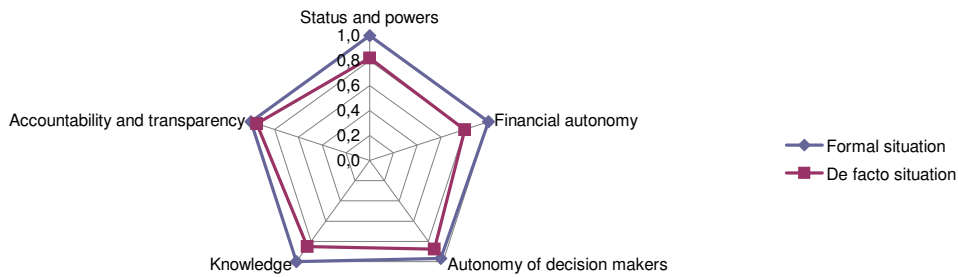 Status and powers
1,0
0,8
0,6
0,4
0,2
0,0
Accountability and transparency
Financial autonomy
Knowledge
Autonomy of decision makers
Formal situation
De facto situation